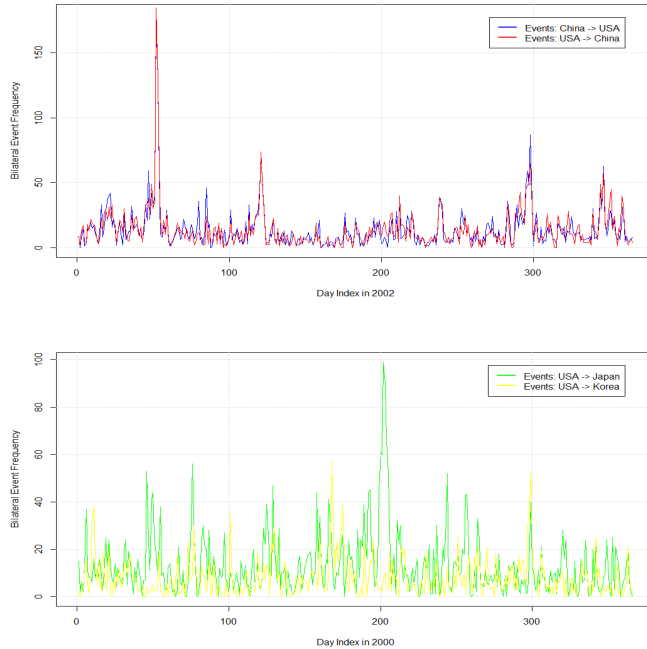 150
100
50
0
Bilateral Event Frequency
Events: China -> USA
Events: USA -> China
0 100 200 300
Day Index in 2002
100
80
60
40
20
0
Bilateral Event Frequency
Events: USA -> Japan
Events: USA -> Korea
0 100 200 300
Day Index in 2000